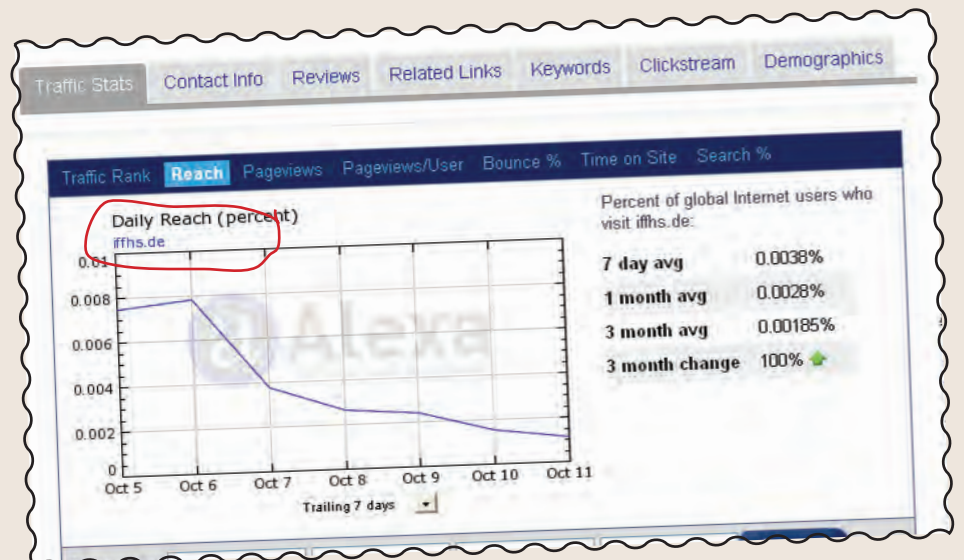 Traffic Stats Contact Info Reviews Related Links Keywords Clickstream Demographics
Traffic Rank Reach Pageviews Pageviews/User Bounce % Time on Site Search %
Daily Reach (percent)
iffhs.de
0.01
0.008
0.006
0.004
0.002
0
Alexa
Oct 5 Oct 6 Oct 7 Oct 8 Oct 9 Oct 10 Oct 11
Trailing 7 days
Percent of global Internet users who
visit iffhs.de:
7 day avg 0.0038%
1 month avg 0.0028%
3 month avg 0.00185%
3 month change 100%